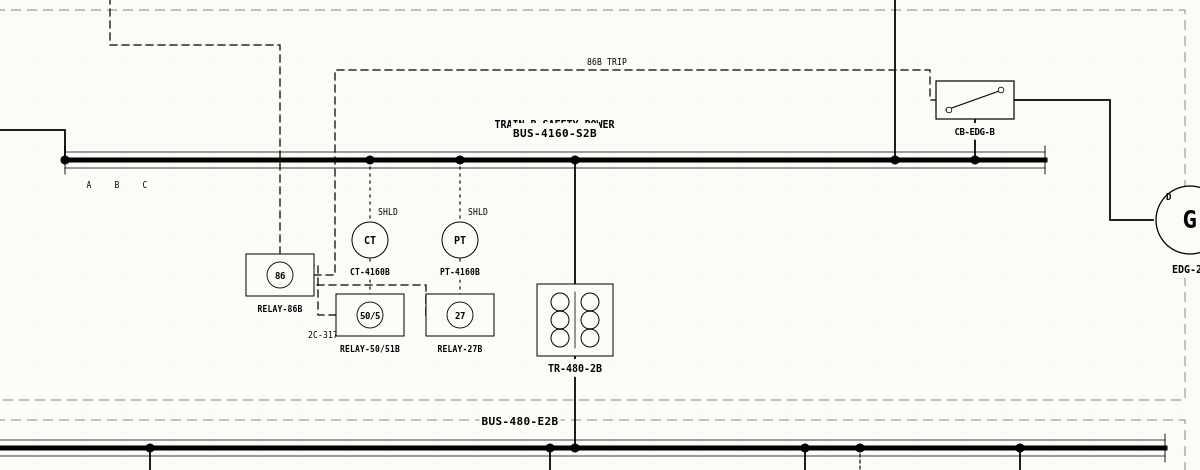 86B TRIP
TRAIN B SAFETY POWER
BUS-4160-S2B
CB-EDG-B
A B C
D
G
SHLD
SHLD
CT
PT
EDG-2
CT-4160B
PT-4160B
86
RELAY-86B
50/5
27
2C-317
RELAY-50/51B
RELAY-27B
TR-480-2B
BUS-480-E2B